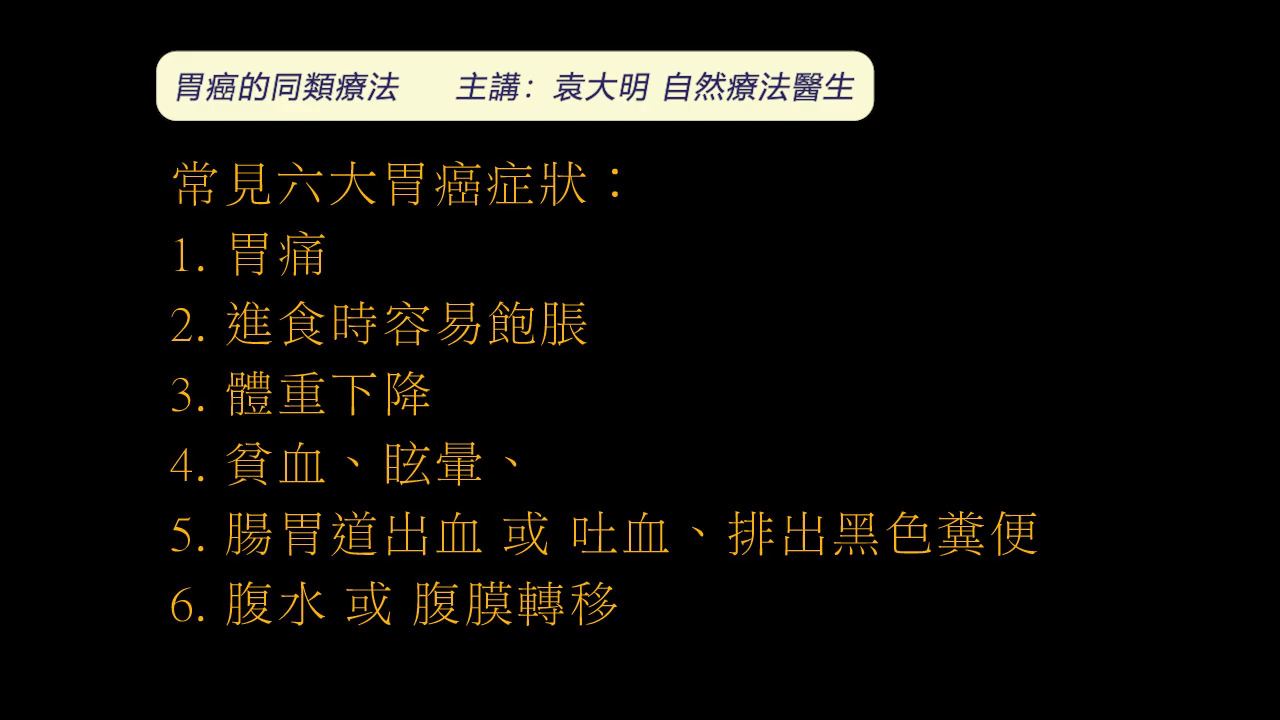 胃癌的同類療法 主講：袁大明 自然療法醫生
常見六大胃癌症狀：
1. 胃痛
2. 進食時容易飽脹
3. 體重下降
4. 貧血、眩暈、
5. 腸胃道出血 或 吐血、排出黑色糞便
6. 腹水 或 腹膜轉移